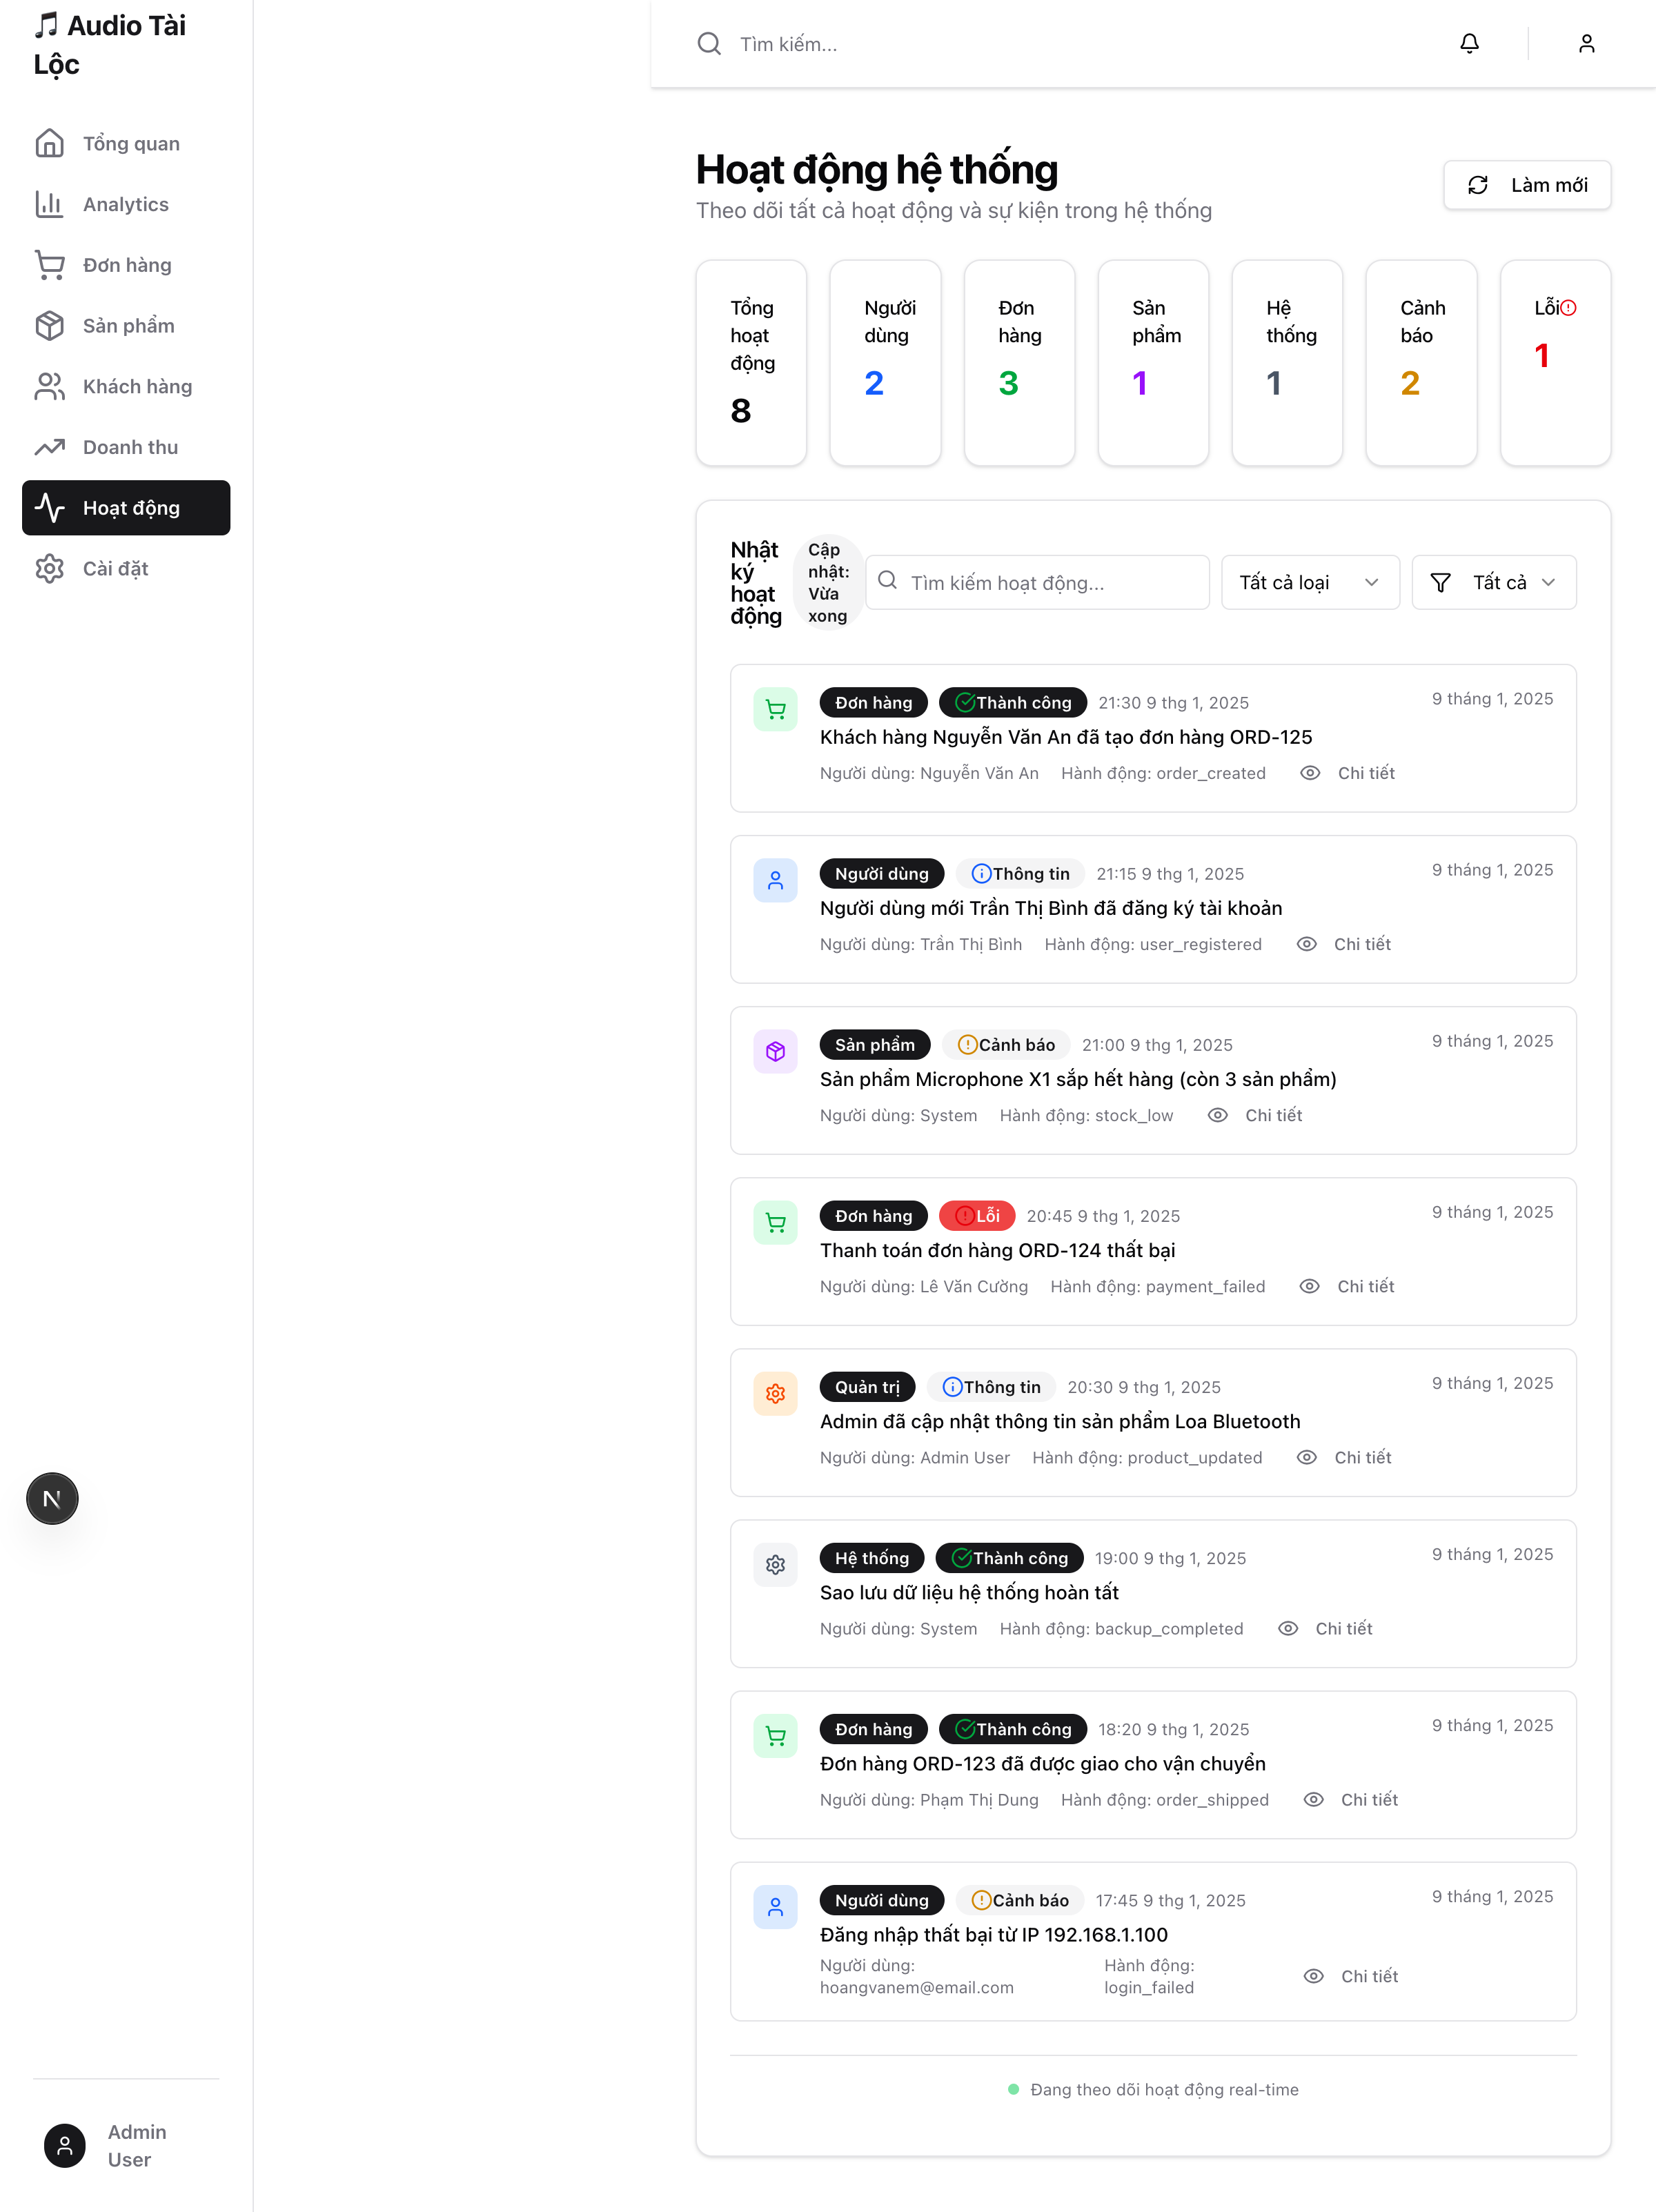 🎵 Audio Tài
Lộc
Tổng quan
Analytics
Đơn hàng
Sản phẩm
Khách hàng
Doanh thu
Hoạt động
Cài đặt
N
Admin
User
Tìm kiếm...
Hoạt động hệ thống
Theo dõi tất cả hoạt động và sự kiện trong hệ thống
Làm mới
Tổng
hoạt
động
8
Người
dùng
2
Đơn
hàng
3
Sản
phẩm
1
Hệ
thống
1
Cảnh
báo
2
Lỗi
1
Nhật
ký
hoạt
động
Cập
nhật:
Vừa
xong
Tìm kiếm hoạt động...
Tất cả loại
Tất cả
Đơn hàng Thành công 21:30 9 thg 1, 2025 9 tháng 1, 2025
Khách hàng Nguyễn Văn An đã tạo đơn hàng ORD-125
Người dùng: Nguyễn Văn An Hành động: order_created Chi tiết
Người dùng Thông tin 21:15 9 thg 1, 2025 9 tháng 1, 2025
Người dùng mới Trần Thị Bình đã đăng ký tài khoản
Người dùng: Trần Thị Bình Hành động: user_registered Chi tiết
Sản phẩm Cảnh báo 21:00 9 thg 1, 2025 9 tháng 1, 2025
Sản phẩm Microphone X1 sắp hết hàng (còn 3 sản phẩm)
Người dùng: System Hành động: stock_low Chi tiết
Đơn hàng Lỗi 20:45 9 thg 1, 2025 9 tháng 1, 2025
Thanh toán đơn hàng ORD-124 thất bại
Người dùng: Lê Văn Cường Hành động: payment_failed Chi tiết
Quản trị Thông tin 20:30 9 thg 1, 2025 9 tháng 1, 2025
Admin đã cập nhật thông tin sản phẩm Loa Bluetooth
Người dùng: Admin User Hành động: product_updated Chi tiết
Hệ thống Thành công 19:00 9 thg 1, 2025 9 tháng 1, 2025
Sao lưu dữ liệu hệ thống hoàn tất
Người dùng: System Hành động: backup_completed Chi tiết
Đơn hàng Thành công 18:20 9 thg 1, 2025 9 tháng 1, 2025
Đơn hàng ORD-123 đã được giao cho vận chuyển
Người dùng: Phạm Thị Dung Hành động: order_shipped Chi tiết
Người dùng Cảnh báo 17:45 9 thg 1, 2025 9 tháng 1, 2025
Đăng nhập thất bại từ IP 192.168.1.100
Người dùng:
hoangvanem@email.com
Hành động:
login_failed
Chi tiết
Đang theo dõi hoạt động real-time